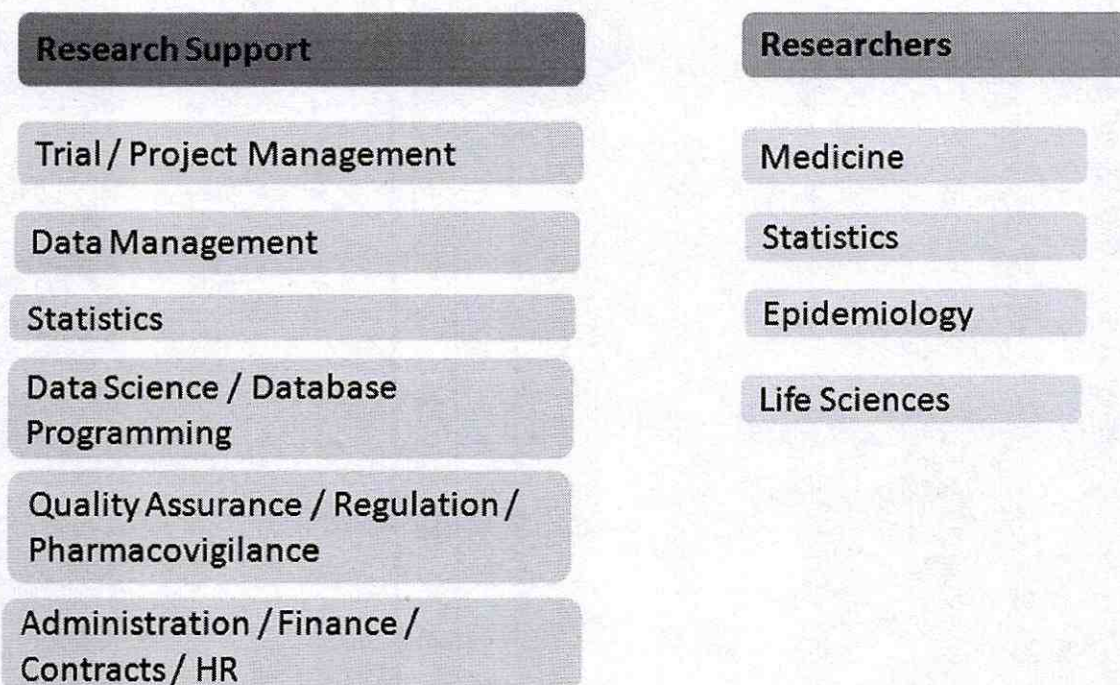 Research Support
Trial / Project Management
Data Management
Statistics
Data Science / Database
Programming
Quality Assurance / Regulation /
Pharmacovigilance
Administration / Finance /
Contracts / HR
Researchers
Medicine
Statistics
Epidemiology
Life Sciences